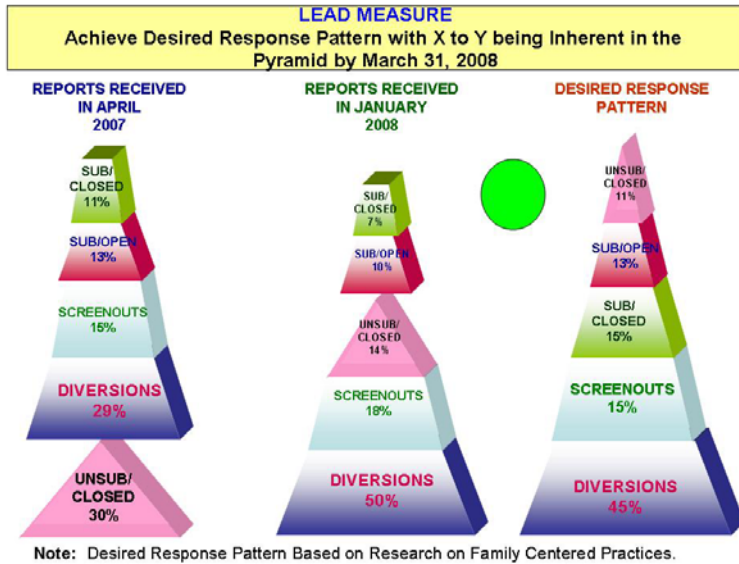 LEAD MEASURE
Achieve Desired Response Pattern with X to Y being Inherent in the
Pyramid by March 31, 2008
REPORTS RECEIVED
IN APRIL
2007
SUB/
CLOSED
11%
SUB/OPEN
13%
SCREENOUTS
15%
DIVERSIONS
29%
UNSUB/
CLOSED
30%
REPORTS RECEIVED
IN JANUARY
2008
SUB/
CLOSED
7%
SUB/OPEN
10%
UNSUB/
CLOSED
14%
SCREENOUTS
18%
DIVERSIONS
50%
DESIRED RESPONSE
PATTERN
UNSUB/
CLOSED
11%
SUB/OPEN
13%
SUB/
CLOSED
15%
SCREENOUTS
15%
DIVERSIONS
45%
Note: Desired Response Pattern Based on Research on Family Centered Practices.